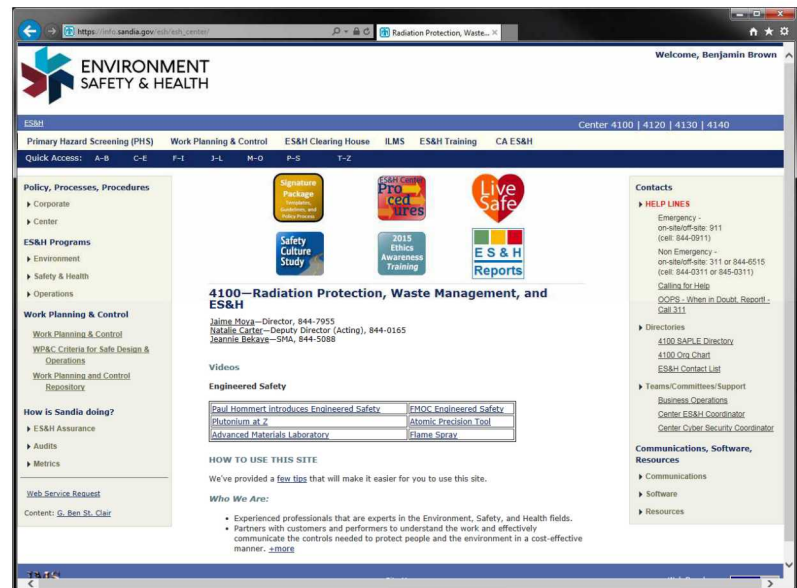 https://info.sandia.gov/esh/esh_center/
Radiation Protection, Waste...
Welcome, Benjamin Brown
ENVIRONMENT
SAFETY & HEALTH
ES&H
Center 4100 | 4120 | 4130 | 4140
Primary Hazard Screening (PHS) Work Planning & Control ES&H Clearing House ILMS ES&H Training CA ES&H
Quick Access: A-B C-E F-I J-L M-O P-S T-Z
Policy, Processes, Procedures
Corporate
Center
ES&H Programs
Environment
Safety & Health
Operations
Work Planning & Control
Work Planning & Control
WP&C Criteria for Safe Design &
Operations
Work Planning and Control
Repository
How is Sandia doing?
ES&H Assurance
Audits
Metrics
Web Service Request
Content: G. Ben St. Clair
Signature
Package
Templates,
Guidelines, and
Policy Process
ES&H Center
Pro
ced
ures
Live
Safe
Safety
Culture
Study
2015
Ethics
Awareness
Training
ES & H
Reports
4100—Radiation Protection, Waste Management, and
ES&H
Jaime Moya—Director, 844-7955
Natalie Carter—Deputy Director (Acting), 844-0165
Jeannie Bekaye—SMA, 844-5088
Videos
Engineered Safety
Paul Hommert introduces Engineered Safety FMOC Engineered Safety
Plutonium at Z Atomic Precision Tool
Advanced Materials Laboratory Flame Spray
HOW TO USE THIS SITE
We've provided a few tips that will make it easier for you to use this site.
Who We Are:
• Experienced professionals that are experts in the Environment, Safety, and Health fields.
• Partners with customers and performers to understand the work and effectively
communicate the controls needed to protect people and the environment in a cost-effective
manner. +more
Contacts
HELP LINES
Emergency -
on-site/off-site: 911
(cell: 844-0911)
Non Emergency -
on-site/off-site: 311 or 844-6515
(cell: 844-0311 or 845-0311)
Calling for Help
OOPS - When in Doubt, Report! -
Call 311
Directories
4100 SAPLE Directory
4100 Org Chart
ES&H Contact List
Teams/Committees/Support
Business Operations
Center ES&H Coordinator
Center Cyber Security Coordinator
Communications, Software,
Resources
Communications
Software
Resources